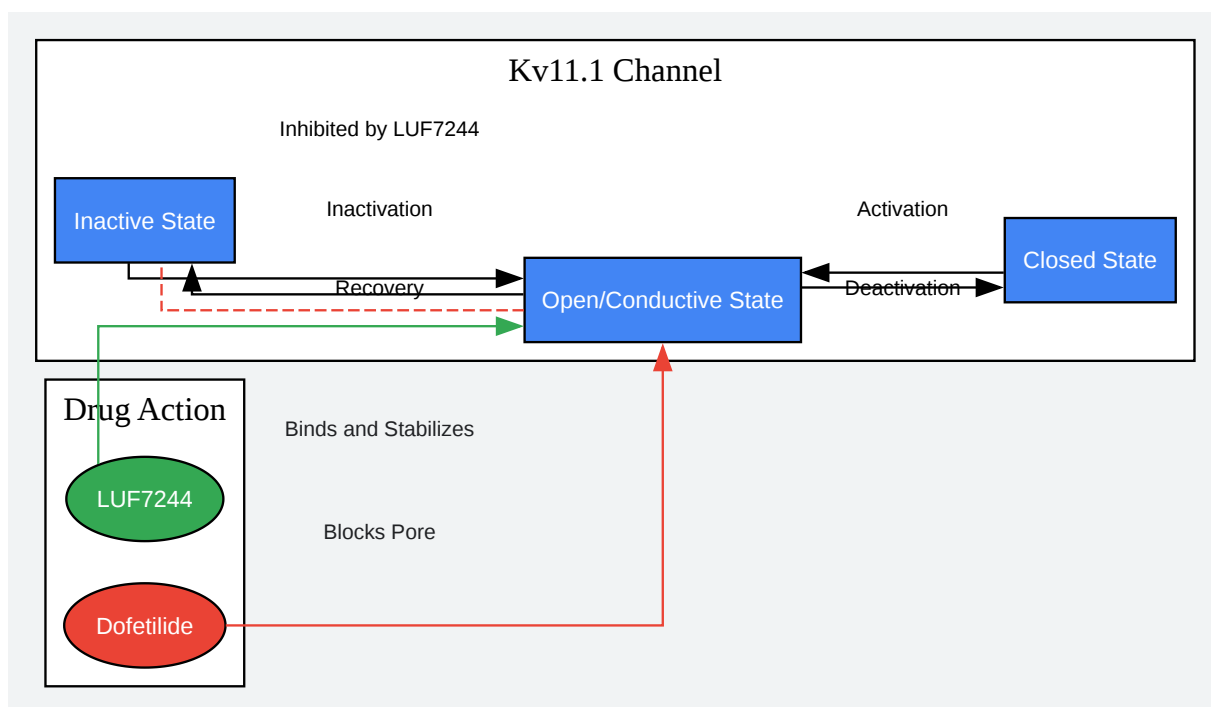 Kv11.1 Channel
Inhibited by LUF7244
Inactive State
Inactivation
Activation
Closed State
Recovery
Open/Conductive State
Deactivation
Drug Action
Binds and Stabilizes
LUF7244
Blocks Pore
Dofetilide